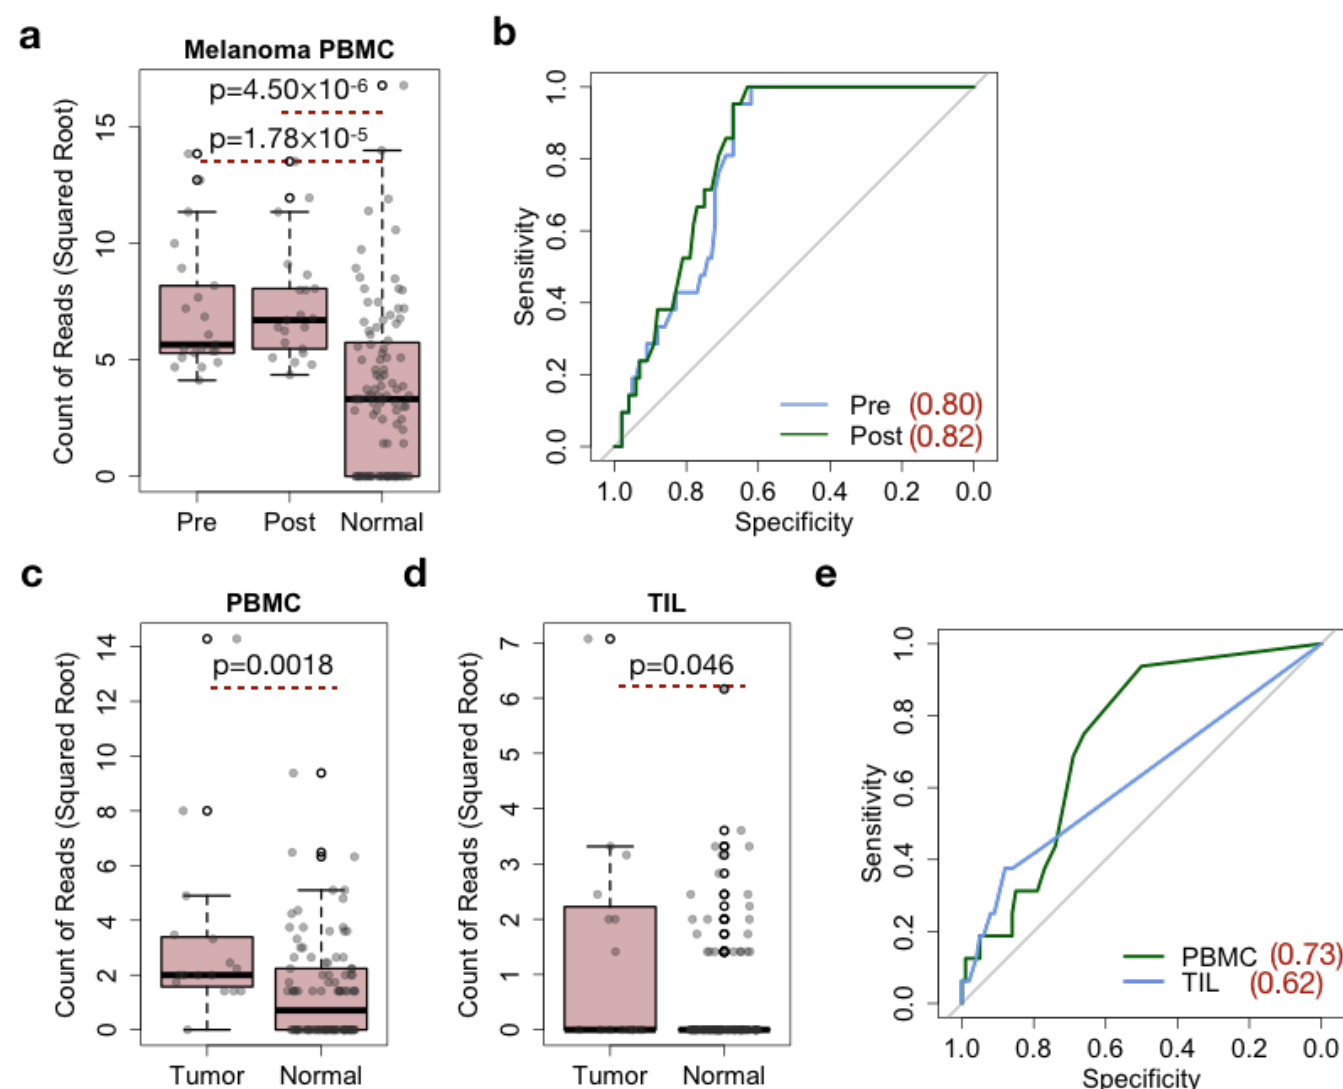 a
Melanoma PBMC
p=4.50×10-6
p=1.78×10-5
Count of Reads (Squared Root)
15
10
5
0
Pre Post Normal
b
Sensitivity
1.0
0.8
0.6
0.4
0.2
0.0
Pre (0.80)
Post (0.82)
1.0 0.8 0.6 0.4 0.2 0.0
Specificity
c
PBMC
p=0.0018
Count of Reads (Squared Root)
14
12
10
8
6
4
2
0
Tumor Normal
d
TIL
p=0.046
Count of Reads (Squared Root)
7
6
5
4
3
2
1
0
Tumor Normal
e
Sensitivity
1.0
0.8
0.6
0.4
0.2
0.0
PBMC (0.73)
TIL (0.62)
1.0 0.8 0.6 0.4 0.2 0.0
Specificity